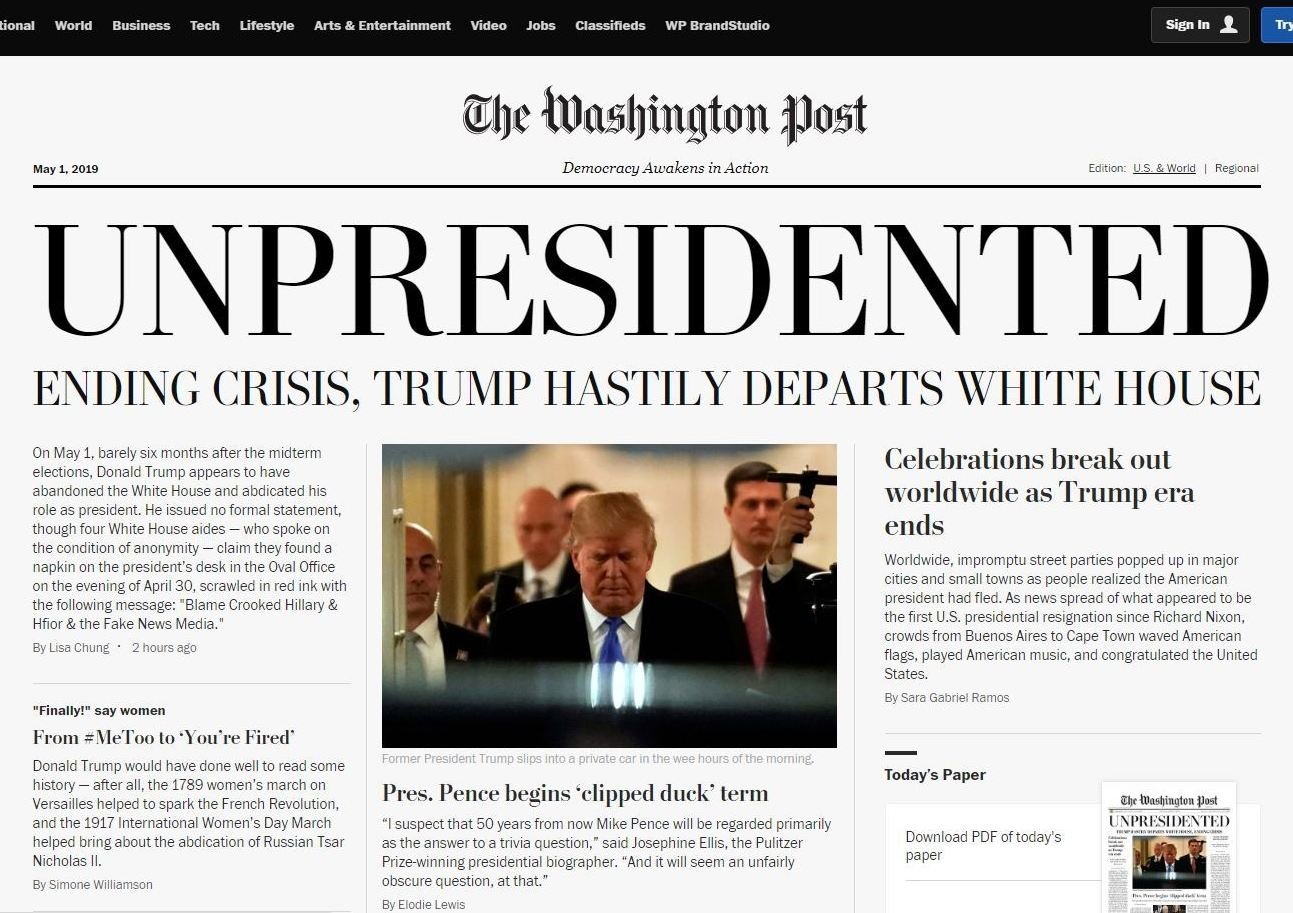 tional World Business Tech Lifestyle Arts & Entertainment Video Jobs Classifieds WP BrandStudio Sign In Try
The Washington Post
May 1, 2019 Democracy Awakens in Action Edition: U.S. & World | Regional
UNPRESIDENTED
ENDING CRISIS, TRUMP HASTILY DEPARTS WHITE HOUSE
On May 1, barely six months after the midterm
elections, Donald Trump appears to have
abandoned the White House and abdicated his
role as president. He issued no formal statement,
though four White House aides — who spoke on
the condition of anonymity — claim they found a
napkin on the president's desk in the Oval Office
on the evening of April 30, scrawled in red ink with
the following message: "Blame Crooked Hillary &
Hfior & the Fake News Media."
By Lisa Chung · 2 hours ago
"Finally!" say women
From #MeToo to ‘You’re Fired’
Donald Trump would have done well to read some
history — after all, the 1789 women's march on
Versailles helped to spark the French Revolution,
and the 1917 International Women's Day March
helped bring about the abdication of Russian Tsar
Nicholas II.
By Simone Williamson
Former President Trump slips into a private car in the wee hours of the morning.
Pres. Pence begins ‘clipped duck’ term
“I suspect that 50 years from now Mike Pence will be regarded primarily
as the answer to a trivia question,” said Josephine Ellis, the Pulitzer
Prize-winning presidential biographer. “And it will seem an unfairly
obscure question, at that.”
By Elodie Lewis
Celebrations break out
worldwide as Trump era
ends
Worldwide, impromptu street parties popped up in major
cities and small towns as people realized the American
president had fled. As news spread of what appeared to be
the first U.S. presidential resignation since Richard Nixon,
crowds from Buenos Aires to Cape Town waved American
flags, played American music, and congratulated the United
States.
By Sara Gabriel Ramos
Today’s Paper
Download PDF of today’s
paper
The Washington Post
UNPRESIDENTED
TRUMP HASTILY DEPARTS WHITE HOUSE, ENDING CRISIS
Pres. Pence begins ‘clipped duck’ term